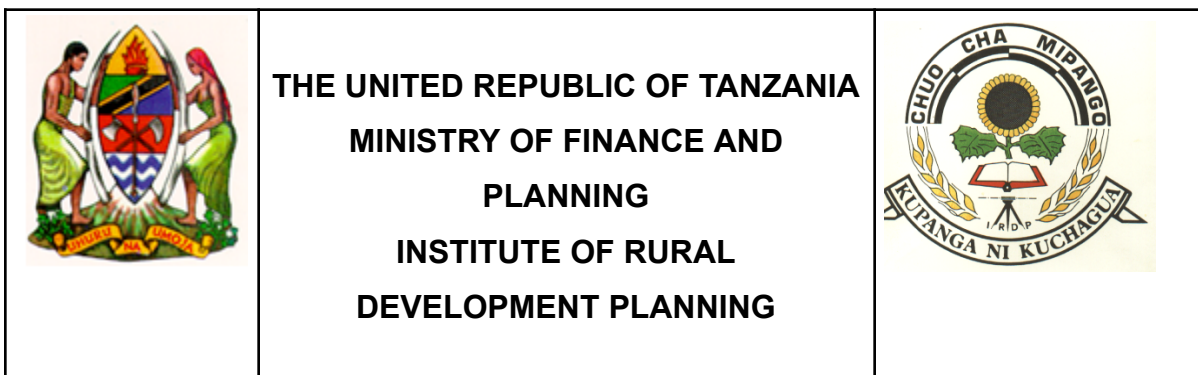 UHURU NA UMOJA
THE UNITED REPUBLIC OF TANZANIA
MINISTRY OF FINANCE AND
PLANNING
INSTITUTE OF RURAL
DEVELOPMENT PLANNING
CHUO CHA MIPANGO
I R D P
KUPANGA NI KUCHAGUA